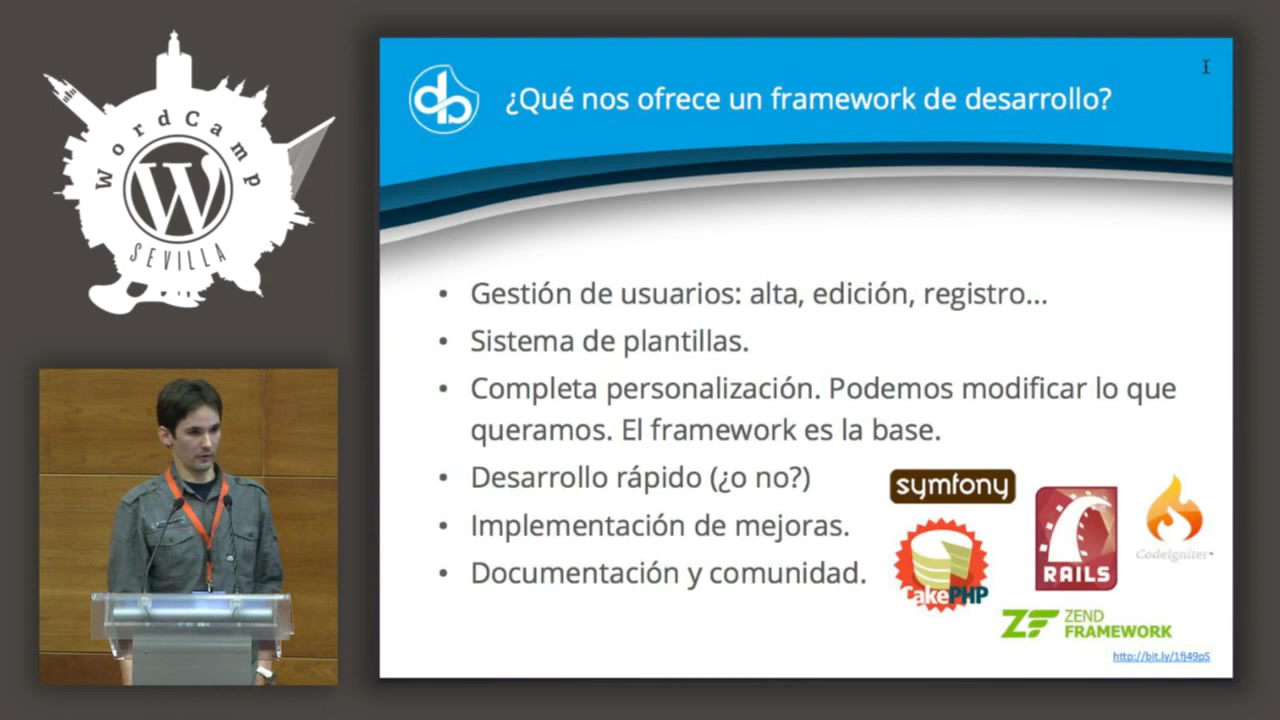 WordCamp
SEVILLA
¿Qué nos ofrece un framework de desarrollo?
• Gestión de usuarios: alta, edición, registro...
• Sistema de plantillas.
• Completa personalización. Podemos modificar lo que
queramos. El framework es la base.
• Desarrollo rápido (¿o no?)
• Implementación de mejoras.
• Documentación y comunidad.
symfony
RAILS
CodeIgniter
CakePHP
ZF ZEND
FRAMEWORK
http://bit.ly/1fj49pS